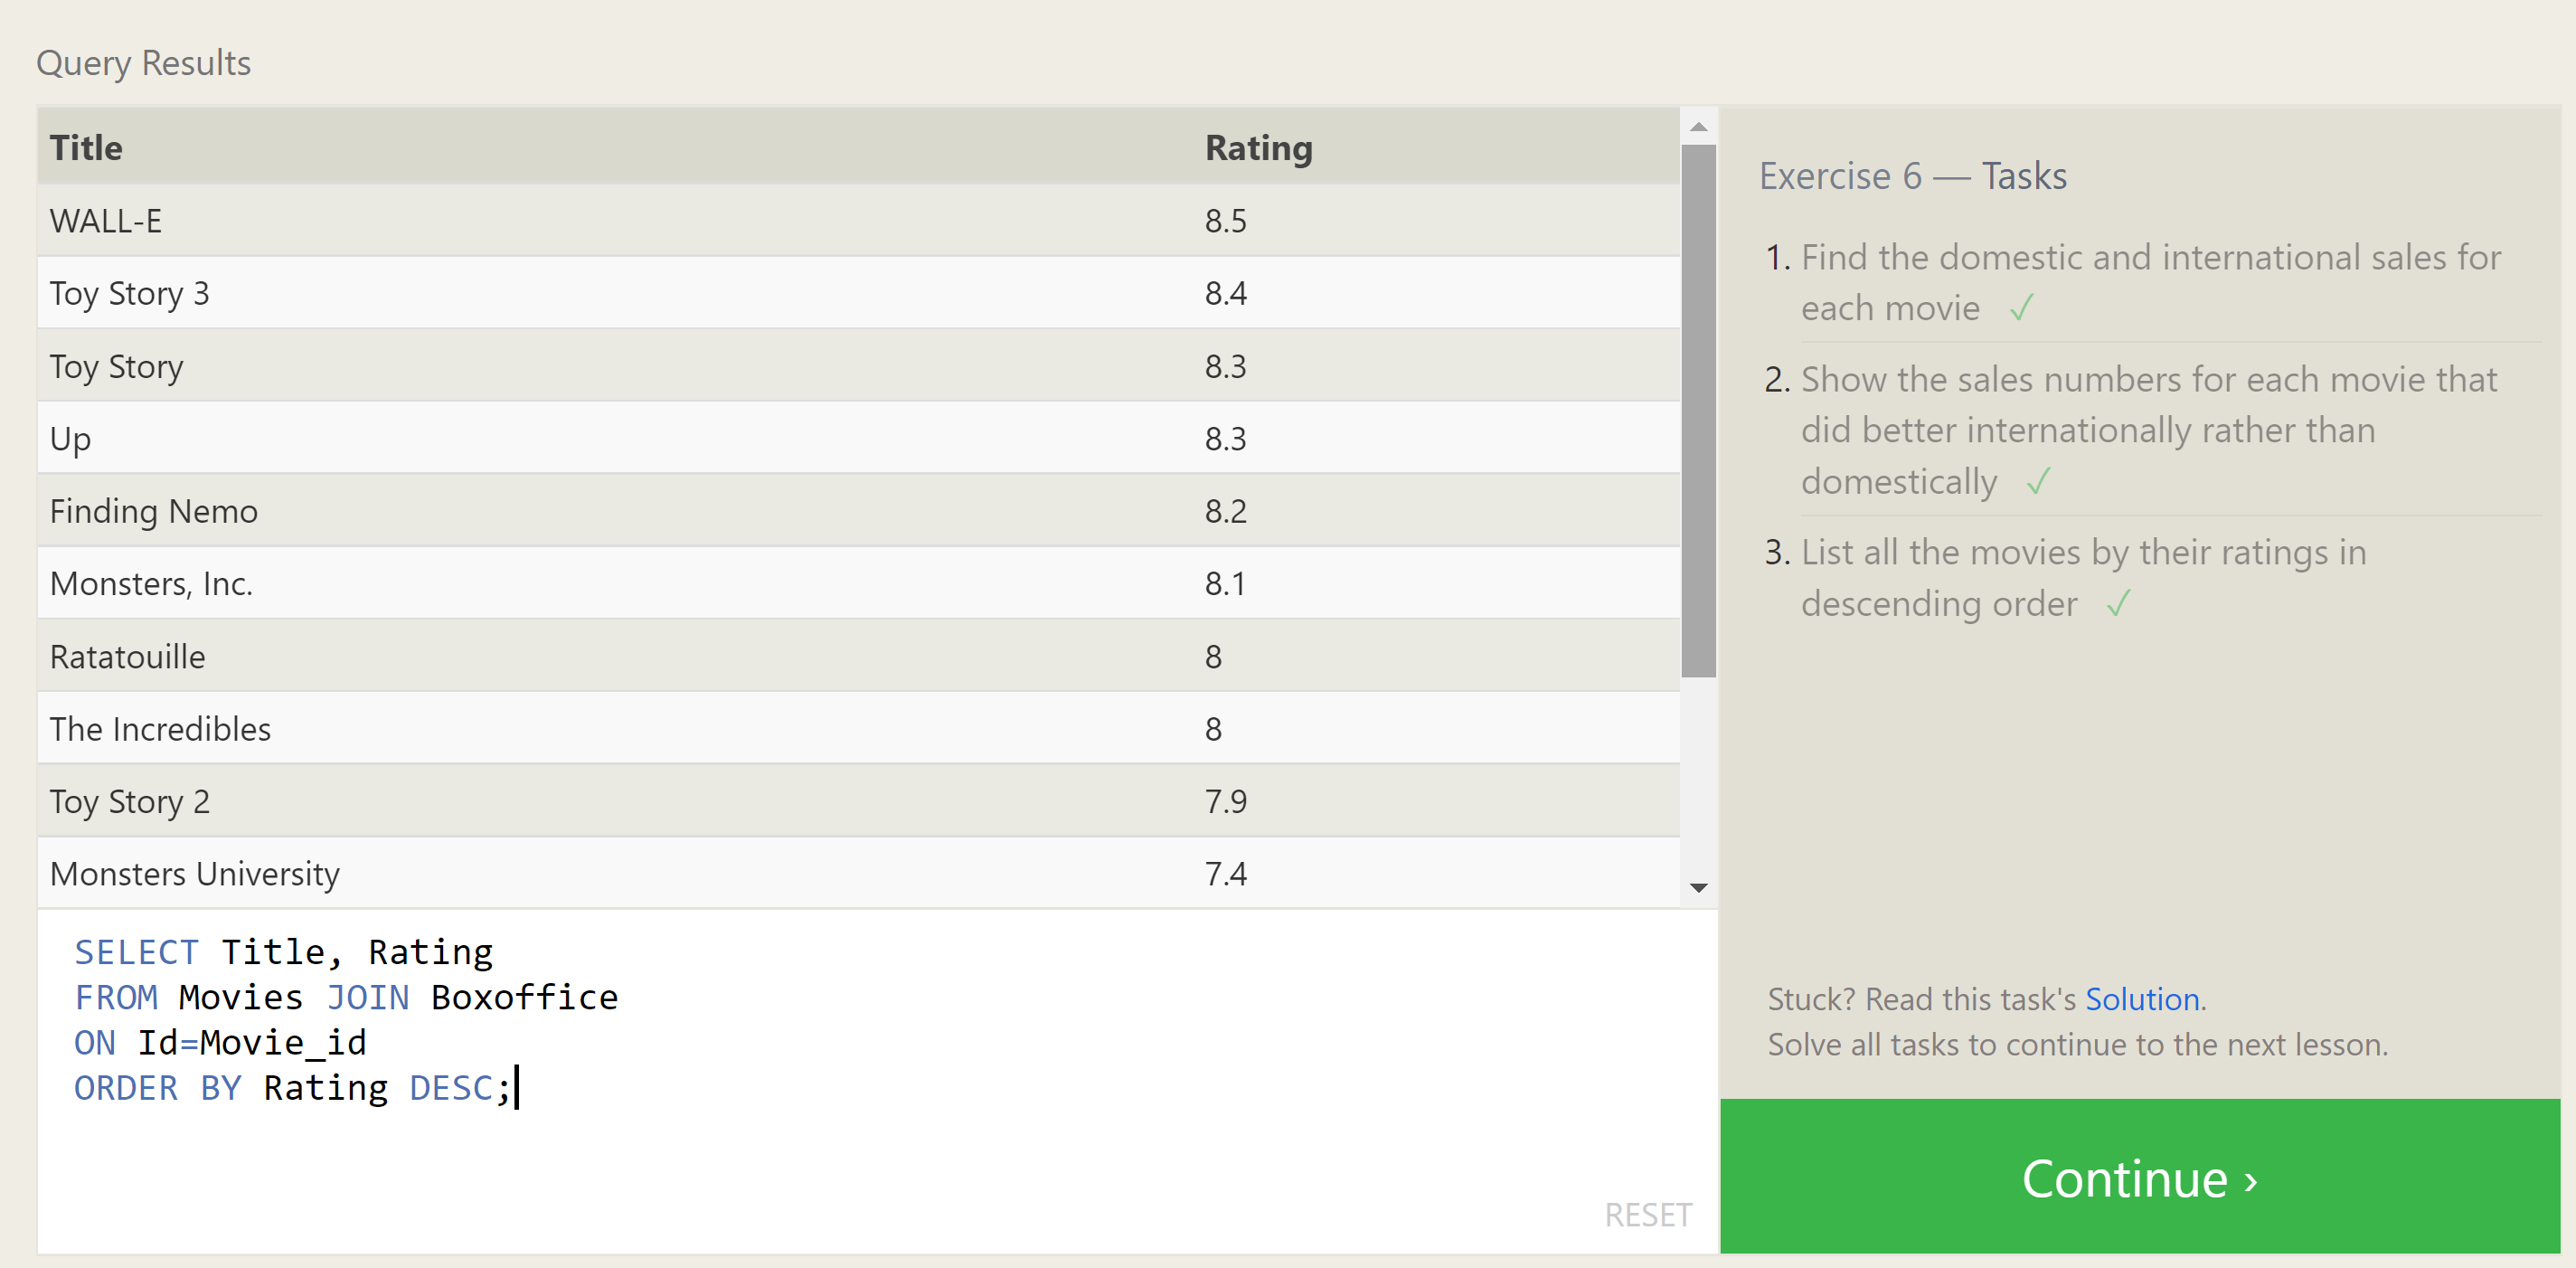 Query Results
Title Rating
WALL-E 8.5
Toy Story 3 8.4
Toy Story 8.3
Up 8.3
Finding Nemo 8.2
Monsters, Inc. 8.1
Ratatouille 8
The Incredibles 8
Toy Story 2 7.9
Monsters University 7.4
SELECT Title, Rating
FROM Movies JOIN Boxoffice
ON Id=Movie_id
ORDER BY Rating DESC;
RESET
Exercise 6 — Tasks
1. Find the domestic and international sales for
each movie ✓
2. Show the sales numbers for each movie that
did better internationally rather than
domestically ✓
3. List all the movies by their ratings in
descending order ✓
Stuck? Read this task's Solution.
Solve all tasks to continue to the next lesson.
Continue ›